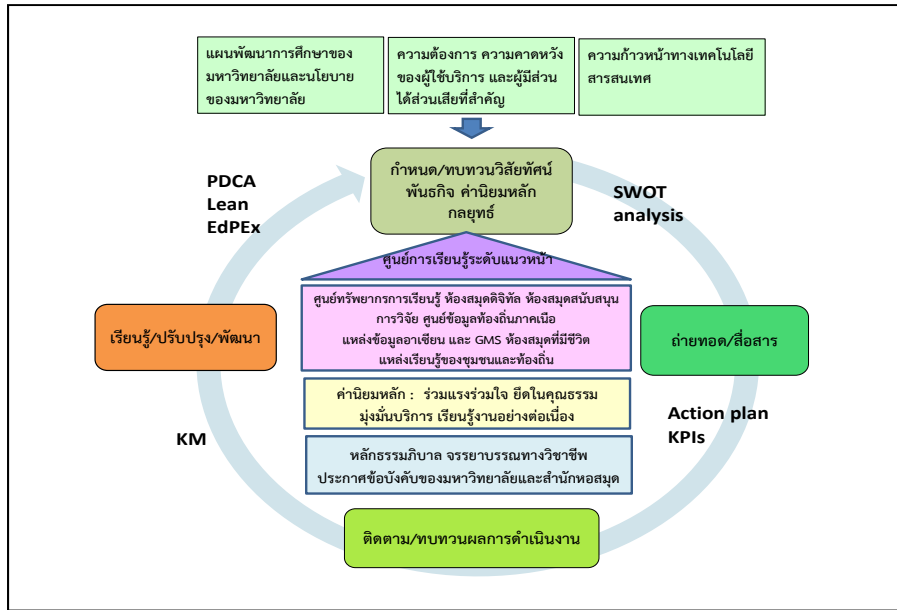 แผนพัฒนาการศึกษาของ
มหาวิทยาลัยและนโยบาย
ของมหาวิทยาลัย
ความต้องการ ความคาดหวัง
ของผู้ใช้บริการ และผู้มีส่วน
ได้ส่วนเสียที่สำคัญ
ความก้าวหน้าทางเทคโนโลยี
สารสนเทศ
กำหนด/ทบทวนวิสัยทัศน์
พันธกิจ ค่านิยมหลัก
กลยุทธ์
PDCA
Lean
EdPEx
SWOT
analysis
ศูนย์การเรียนรู้ระดับแนวหน้า
ศูนย์ทรัพยากรการเรียนรู้ ห้องสมุดดิจิทัล ห้องสมุดสนับสนุน
การวิจัย ศูนย์ข้อมูลท้องถิ่นภาคเนือ
แหล่งข้อมูลอาเซียน และ GMS ห้องสมุดที่มีชีวิต
แหล่งเรียนรู้ของชุมชนและท้องถิ่น
เรียนรู้/ปรับปรุง/พัฒนา
ถ่ายทอด/สื่อสาร
ค่านิยมหลัก : ร่วมแรงร่วมใจ ยึดในคุณธรรม
มุ่งมั่นบริการ เรียนรู้งานอย่างต่อเนื่อง
Action plan
KPIs
KM
หลักธรรมภิบาล จรรยาบรรณทางวิชาชีพ
ประกาศข้อบังคับของมหาวิทยาลัยและสำนักหอสมุด
ติดตาม/ทบทวนผลการดำเนินงาน